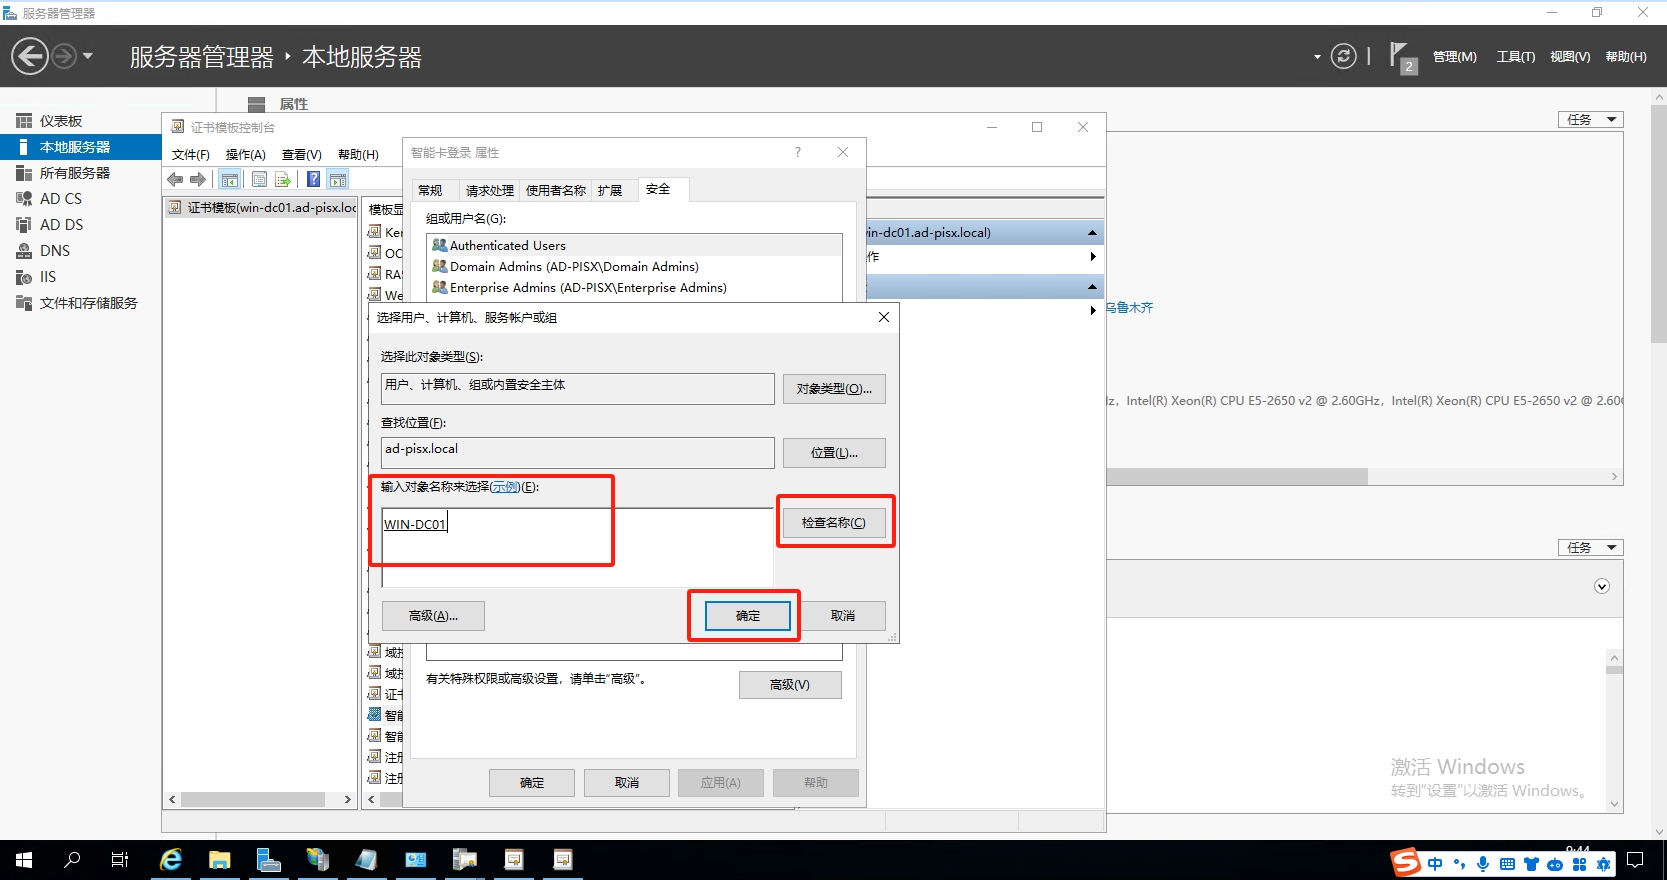 服务器管理器
服务器管理器 · 本地服务器
2
管理(M) 工具(T) 视图(V) 帮助(H)
仪表板
本地服务器
所有服务器
AD CS
AD DS
DNS
IIS
文件和存储服务
属性
任务
证书模板控制台
文件(F) 操作(A) 查看(V) 帮助(H)
证书模板(win-dc01.ad-pisx.loc
模板显
Ker
OC
RAS
We
域控
域控
证书
智能
智能
注册
注册
in-dc01.ad-pisx.local)
作
乌鲁木齐
智能卡登录 属性
?
常规 请求处理 使用者名称 扩展 安全
组或用户名(G):
Authenticated Users
Domain Admins (AD-PISX\Domain Admins)
Enterprise Admins (AD-PISX\Enterprise Admins)
选择用户、计算机、服务帐户或组
选择此对象类型(S):
用户、计算机、组或内置安全主体
对象类型(O)...
查找位置(F):
ad-pisx.local
位置(L)...
输入对象名称来选择(示例)(E):
WIN-DC01
检查名称(C)
高级(A)...
确定
取消
有关特殊权限或高级设置，请单击"高级"。
高级(V)
确定 取消 应用(A) 帮助
Hz，Intel(R) Xeon(R) CPU E5-2650 v2 @ 2.60GHz，Intel(R) Xeon(R) CPU E5-2650 v2 @ 2.60G
任务
激活 Windows
转到"设置"以激活 Windows。
9:44
中